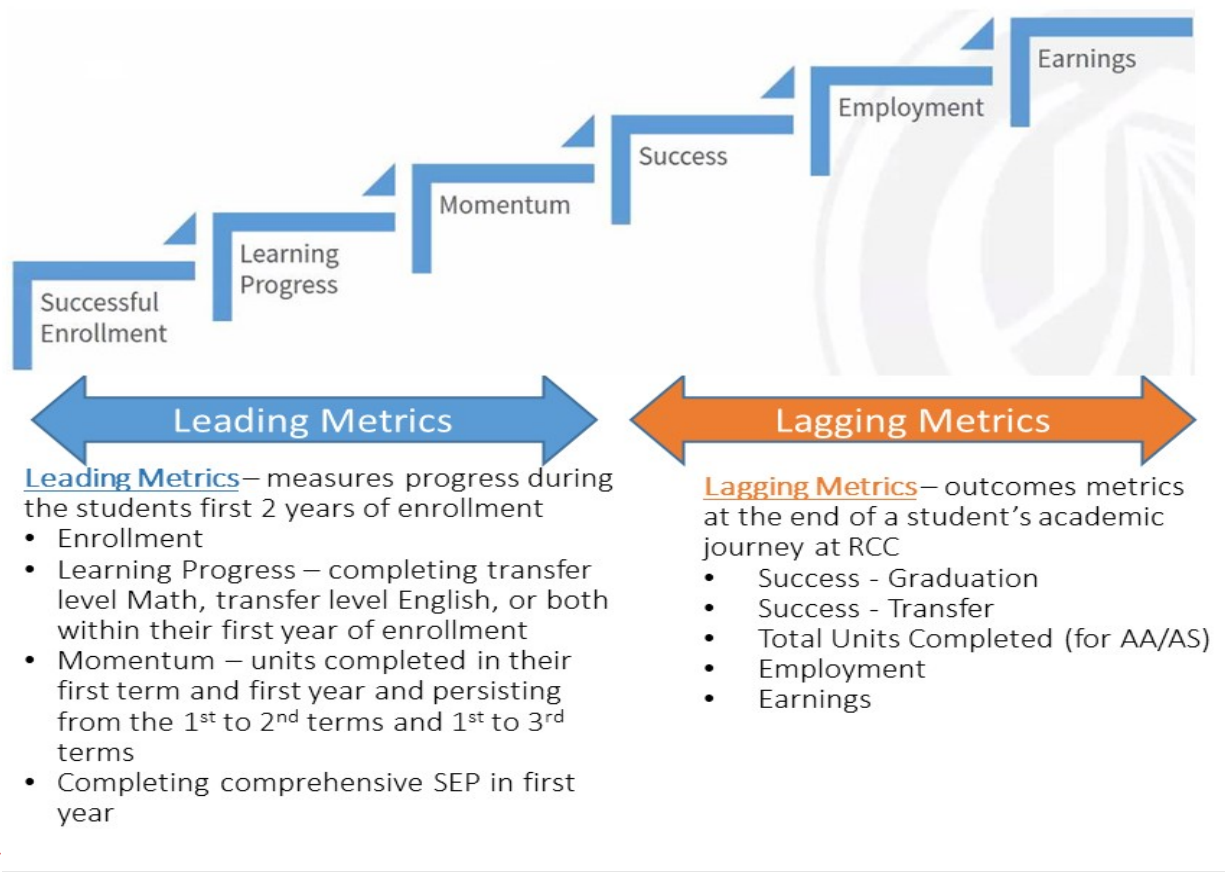 Earnings
Employment
Success
Momentum
Learning
Progress
Successful
Enrollment
Leading Metrics
Lagging Metrics
Leading Metrics – measures progress during
the students first 2 years of enrollment
• Enrollment
• Learning Progress – completing transfer
level Math, transfer level English, or both
within their first year of enrollment
• Momentum – units completed in their
first term and first year and persisting
from the 1st to 2nd terms and 1st to 3rd
terms
• Completing comprehensive SEP in first
year
Lagging Metrics – outcomes metrics
at the end of a student's academic
journey at RCC
• Success - Graduation
• Success - Transfer
• Total Units Completed (for AA/AS)
• Employment
• Earnings